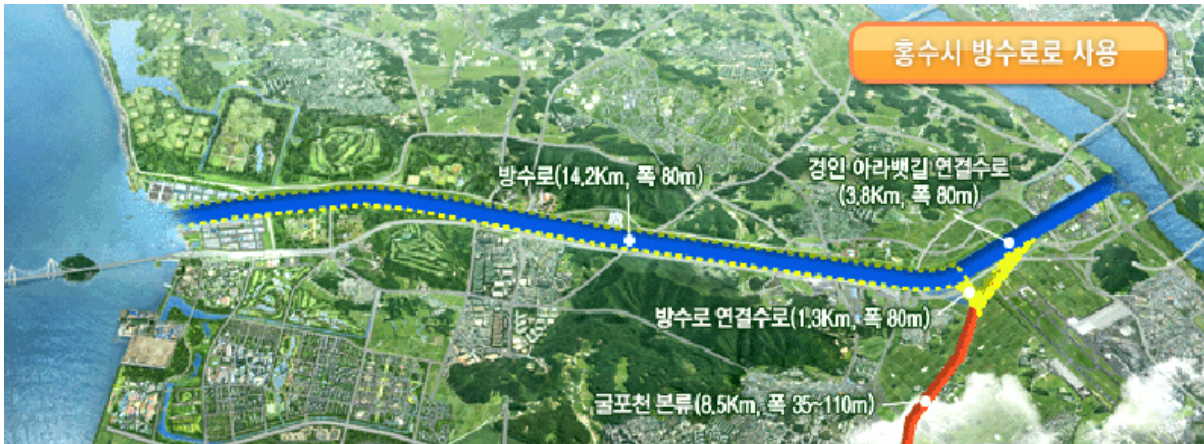 홍수시 방수로로 사용
경인 아라뱃길 연결수로
(3.8Km, 폭 80m)
방수로(14.2Km, 폭 80m)
방수로 연결수로(1.3Km, 폭 80m)
굴포천 본류(8.5Km, 폭 35~110m)